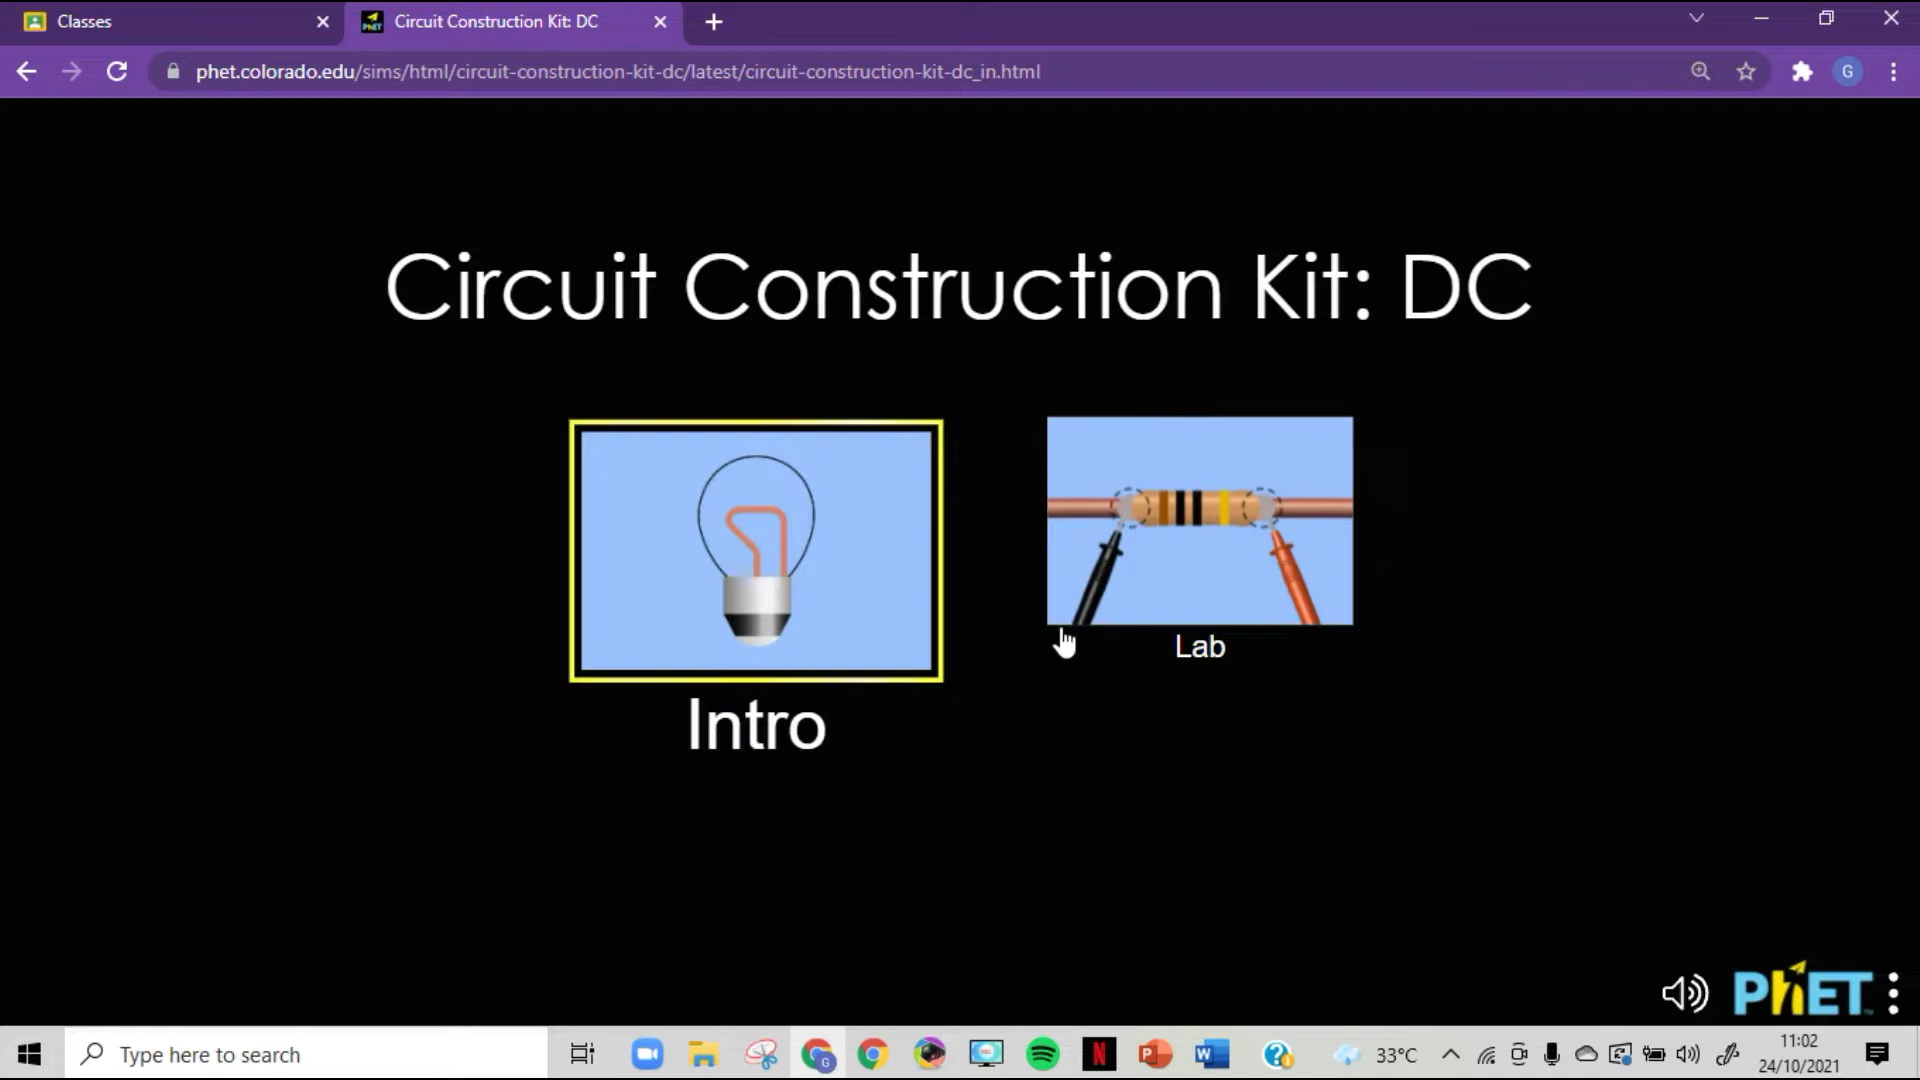 Classes
Circuit Construction Kit: DC
phet.colorado.edu/sims/html/circuit-construction-kit-dc/latest/circuit-construction-kit-dc_in.html
G
Circuit Construction Kit: DC
Lab
Intro
PhET
Type here to search
33°C
11:02
24/10/2021